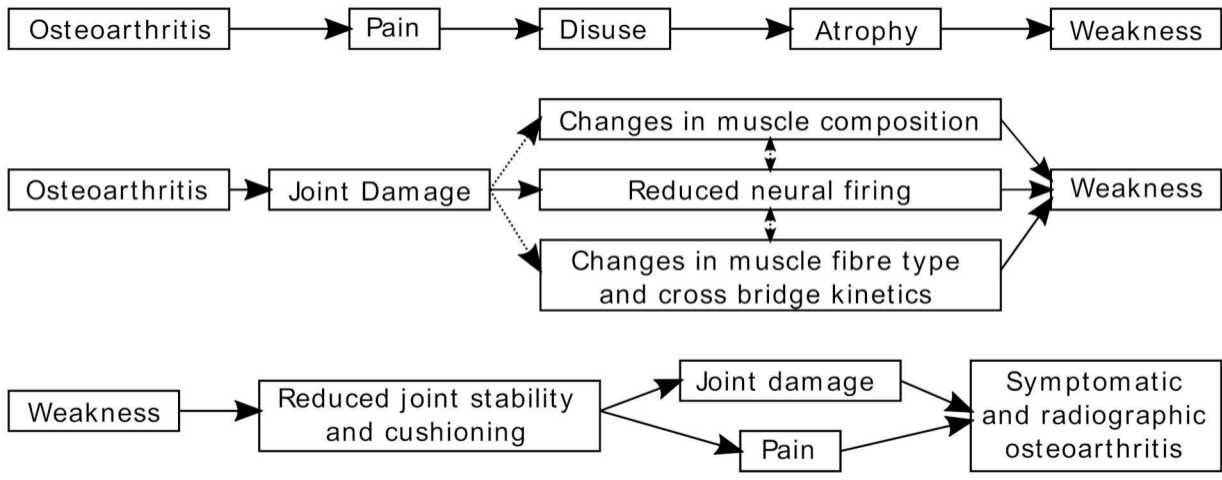 Osteoarthritis
Pain
Disuse
Atrophy
Weakness
Changes in muscle composition
Osteoarthritis
Joint Damage
Reduced neural firing
Weakness
Changes in muscle fibre type
and cross bridge kinetics
Weakness
Reduced joint stability
and cushioning
Joint damage
Pain
Symptomatic
and radiographic
osteoarthritis